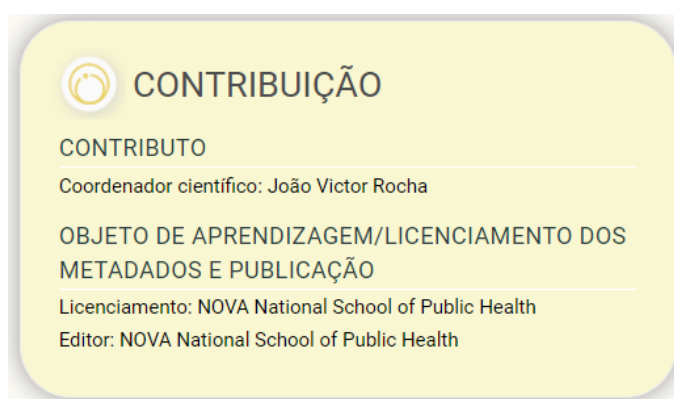 CONTRIBUIÇÃO
CONTRIBUTO
Coordenador científico: João Victor Rocha
OBJETO DE APRENDIZAGEM/LICENCIAMENTO DOS
METADADOS E PUBLICAÇÃO
Licenciamento: NOVA National School of Public Health
Editor: NOVA National School of Public Health